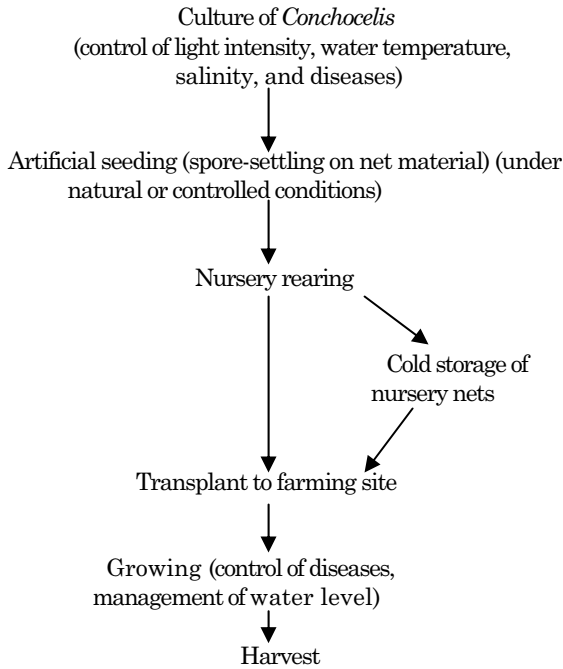 Culture of Conchocelis
(control of light intensity, water temperature,
salinity, and diseases)
Artificial seeding (spore-settling on net material) (under
natural or controlled conditions)
Nursery rearing
Cold storage of
nursery nets
Transplant to farming site
Growing (control of diseases,
management of water level)
Harvest